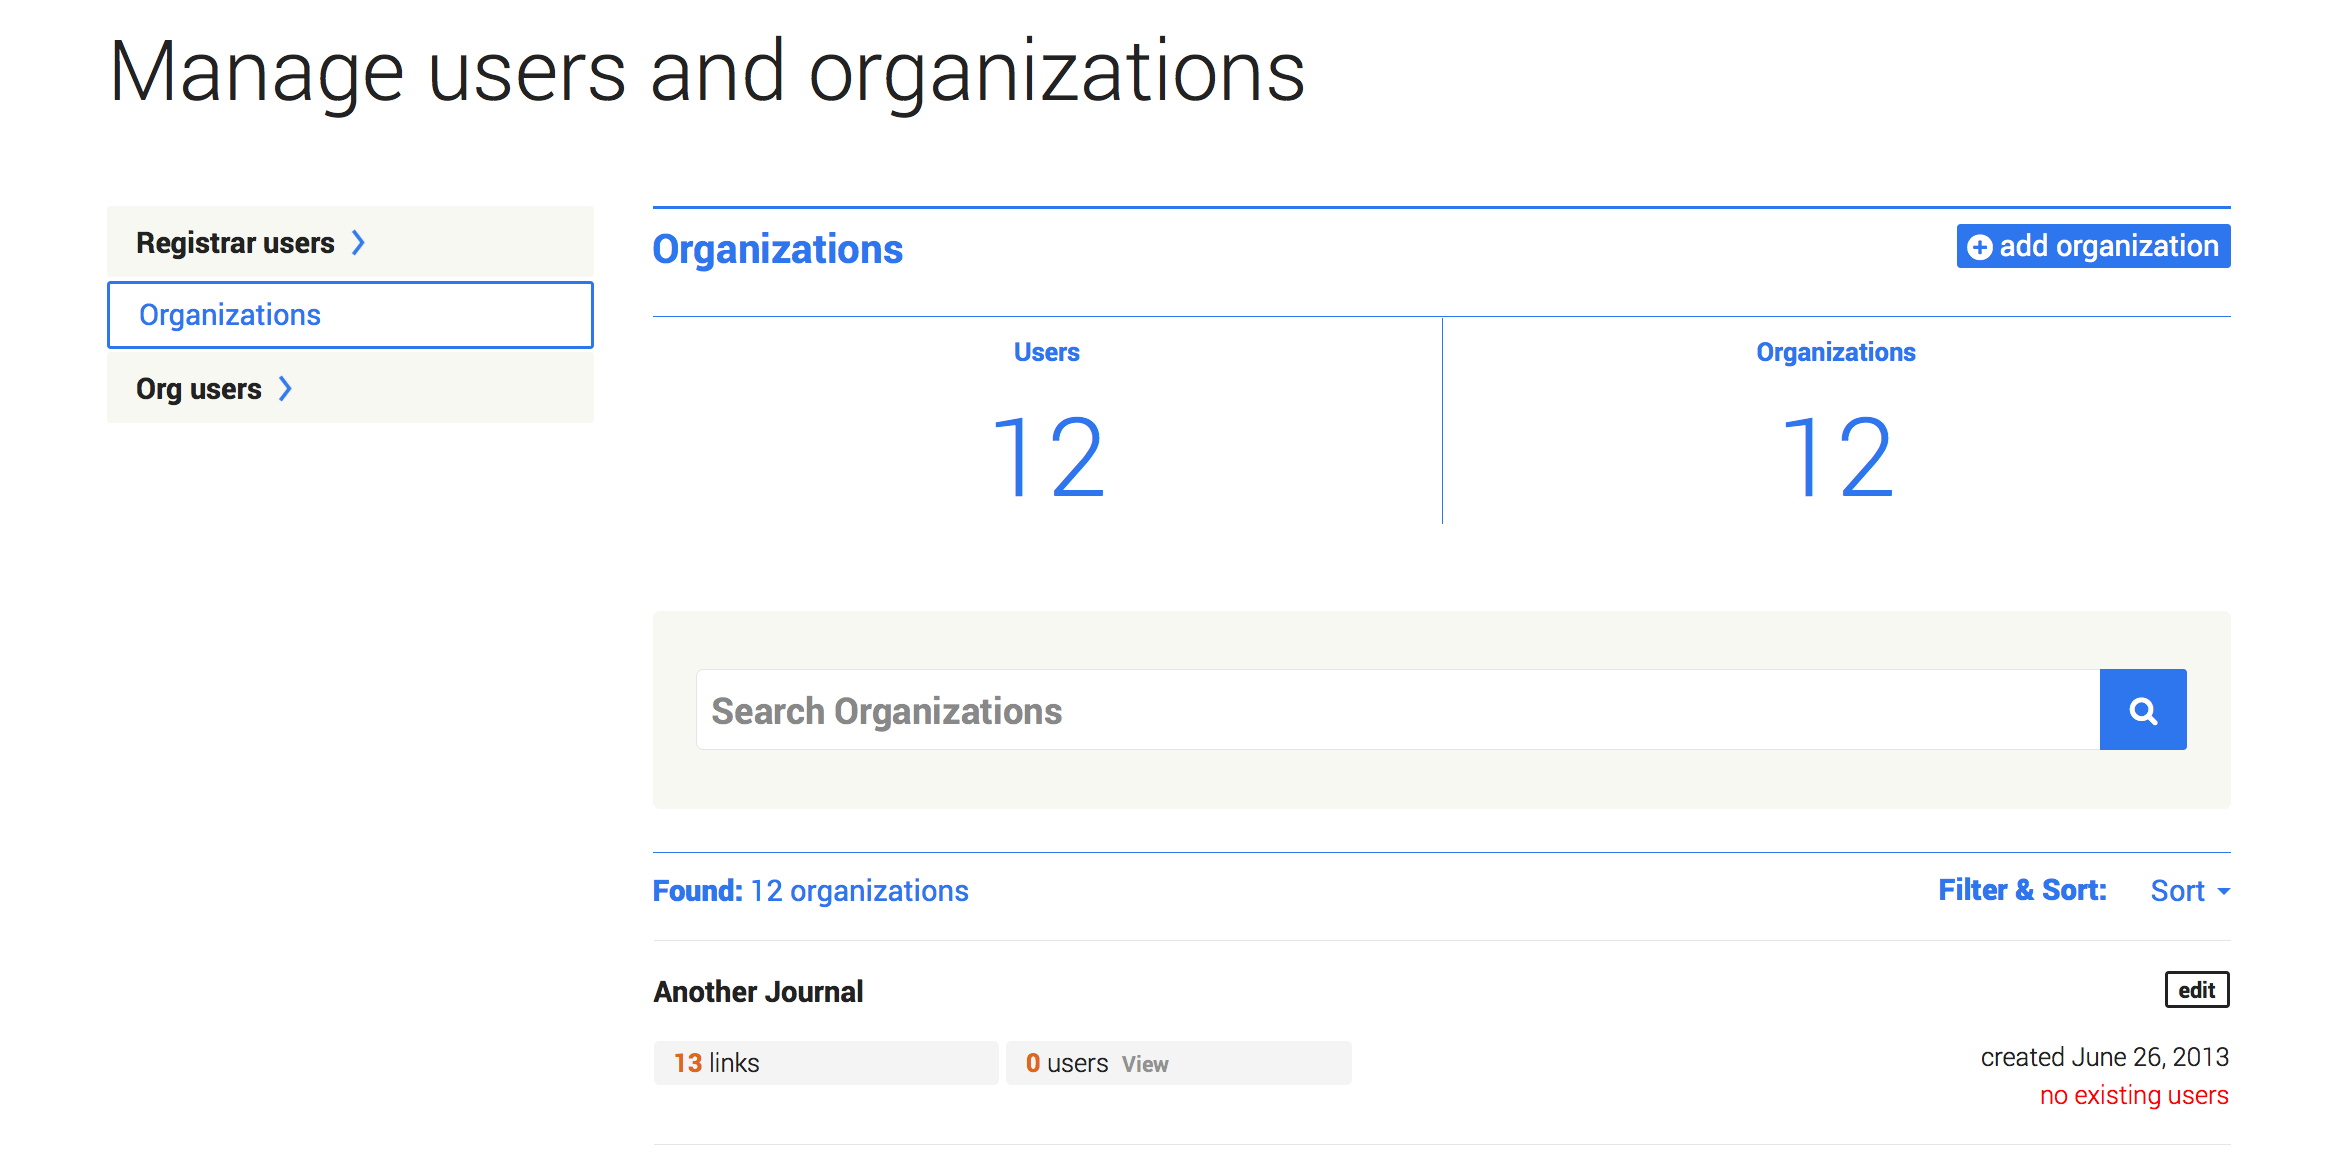 Manage users and organizations
Registrar users
Organizations
Org users
Organizations
add organization
Users
12
Organizations
12
Search Organizations
Found: 12 organizations
Filter & Sort: Sort
Another Journal
edit
13 links
0 users View
created June 26, 2013
no existing users